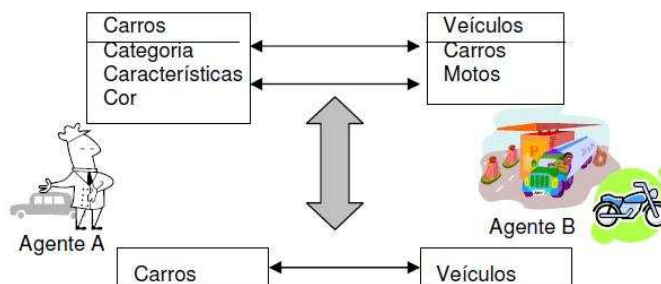 Carros
Categoria
Características
Cor
Veículos
Carros
Motos
Agente A
Agente B
Carros
Veículos